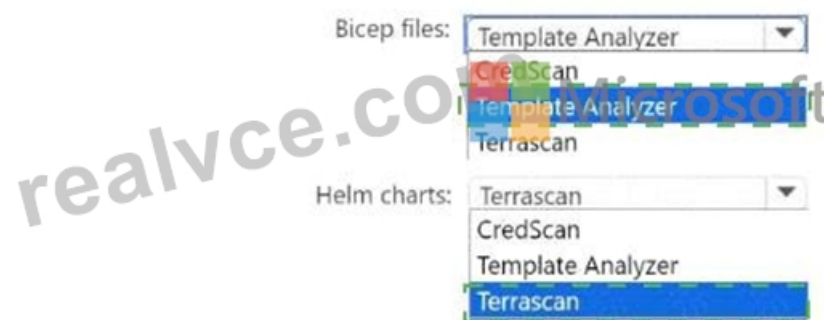 Bicep files:
Template Analyzer
CredScan
Template Analyzer
Terrascan
Microsoft
realvce.com
Helm charts:
Terrascan
CredScan
Template Analyzer
Terrascan